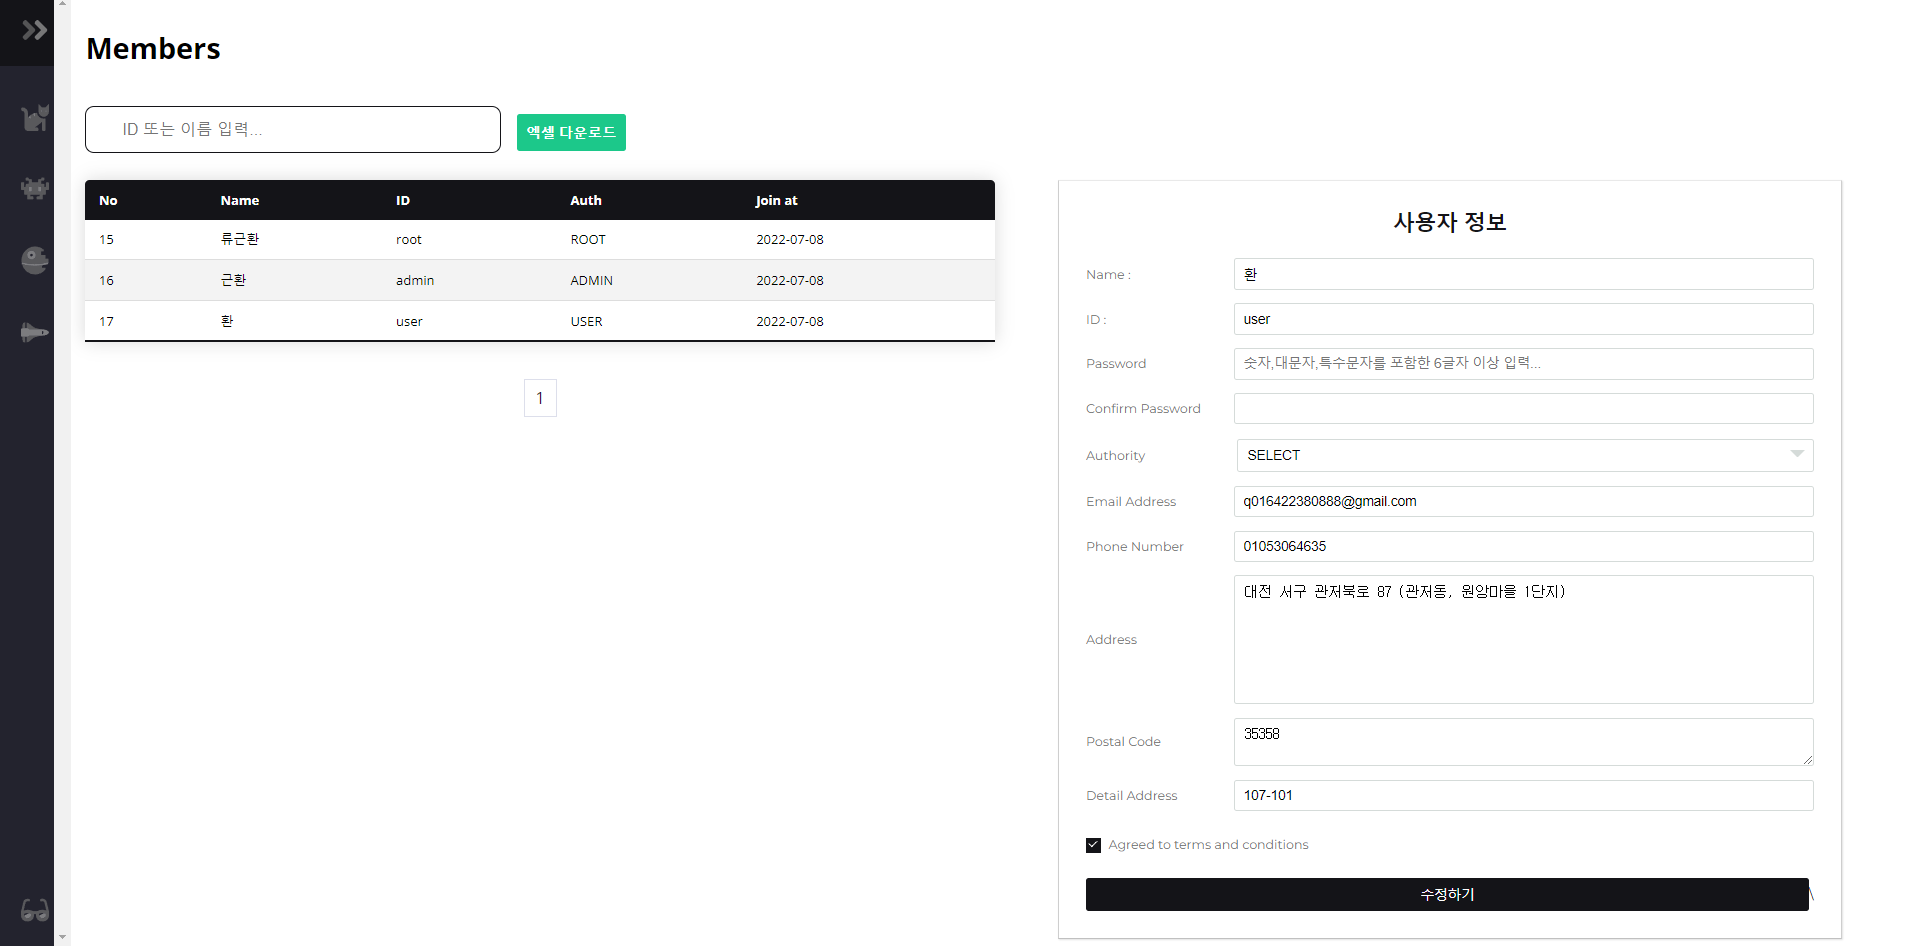 Members
ID 또는 이름 입력...
엑셀 다운로드
No Name ID Auth Join at
15 류근환 root ROOT 2022-07-08
16 근환 admin ADMIN 2022-07-08
17 환 user USER 2022-07-08
1
사용자 정보
Name : 환
ID : user
Password 숫자,대문자,특수문자를 포함한 6글자 이상 입력...
Confirm Password
Authority SELECT
Email Address q016422380888@gmail.com
Phone Number 01053064635
Address 대전 서구 관저북로 87 (관저동, 원앙마을 1단지)
Postal Code 35358
Detail Address 107-101
Agreed to terms and conditions
수정하기 \